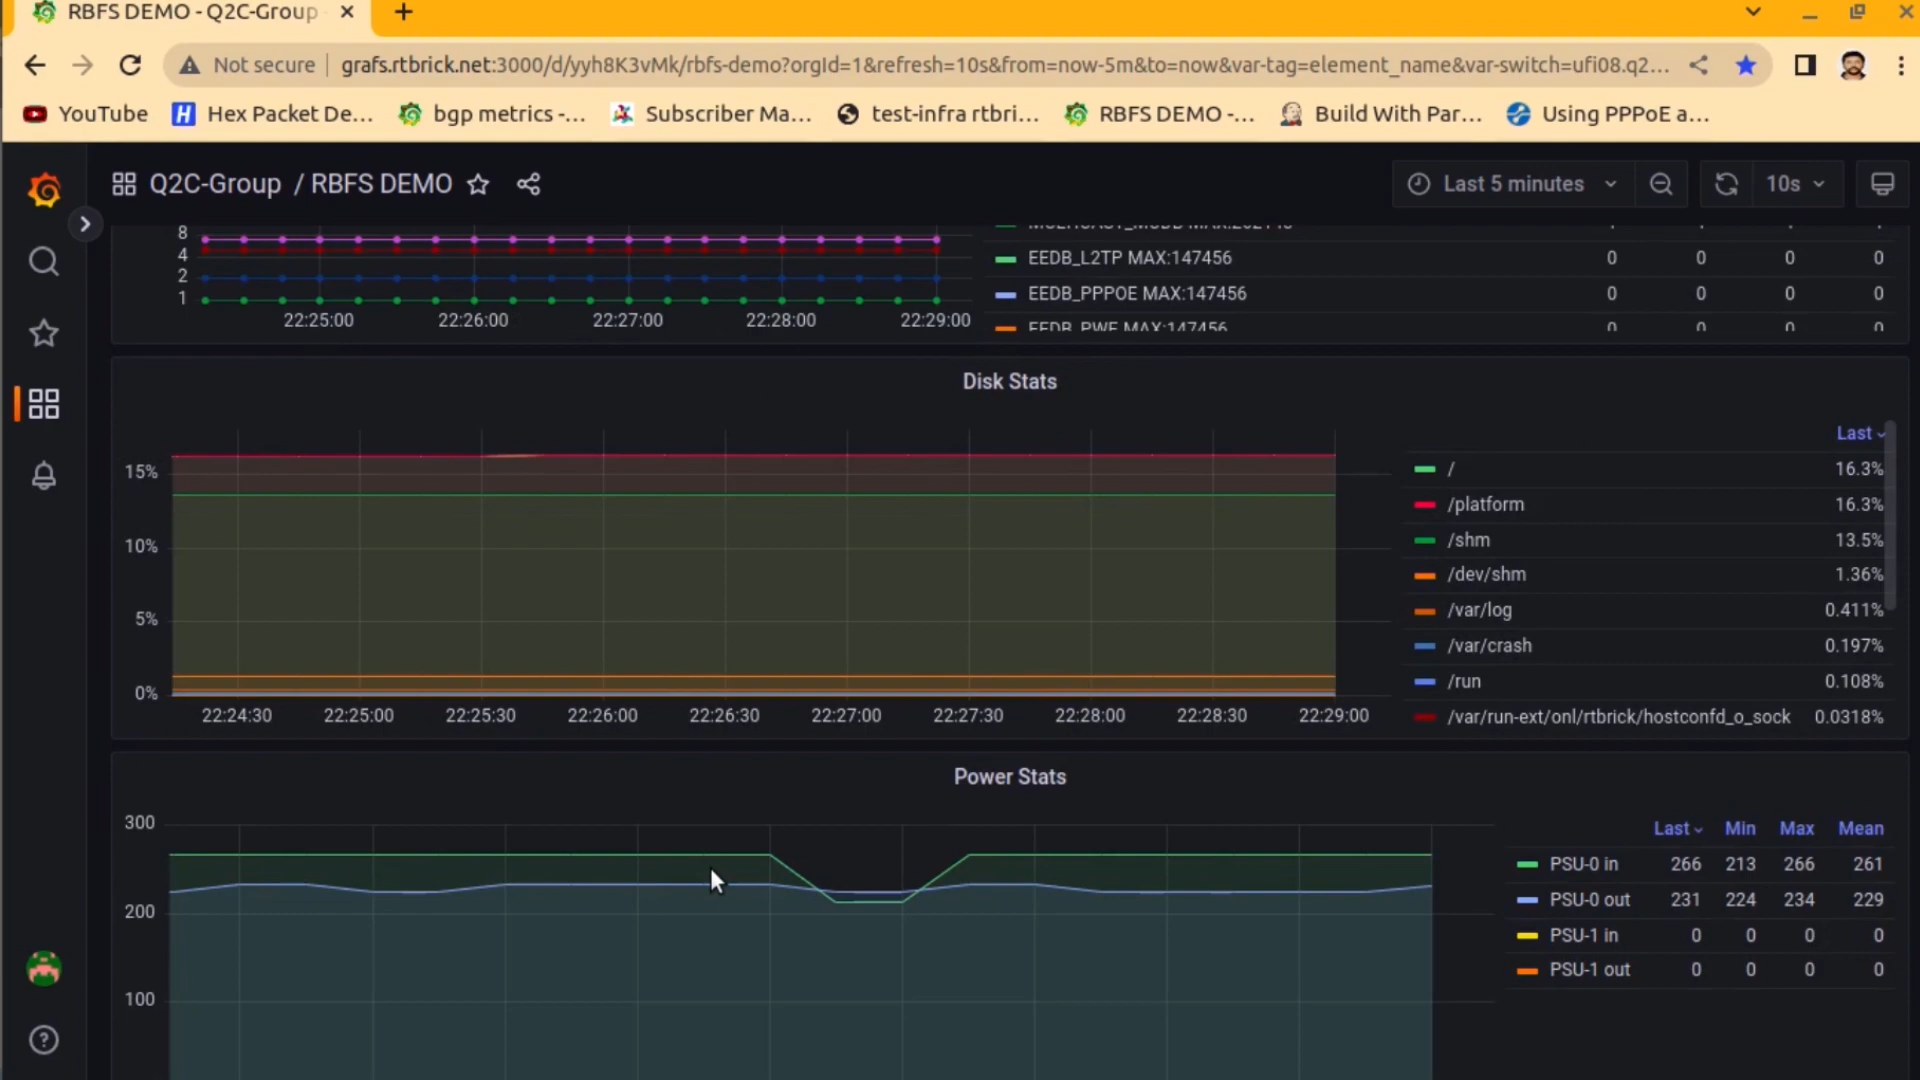 RBFS DEMO - Q2C-Group
Not secure
grafs.rtbrick.net:3000/d/yyh8K3vMk/rbfs-demo?orgId=1&refresh=10s&from=now-5m&to=now&var-tag=element_name&var-switch=ufi08.q2...
YouTube
Hex Packet De...
bgp metrics -...
Subscriber Ma...
test-infra rtbri...
RBFS DEMO -...
Build With Par...
Using PPPoE a...
Q2C-Group / RBFS DEMO
Last 5 minutes
10s
8
4
2
1
22:25:00 22:26:00 22:27:00 22:28:00 22:29:00
EEDB_L2TP MAX:147456 0 0 0 0
EEDB_PPPOE MAX:147456 0 0 0 0
EEDB_PWE MAX:147456 0 0 0 0
Disk Stats
15%
10%
5%
0%
22:24:30 22:25:00 22:25:30 22:26:00 22:26:30 22:27:00 22:27:30 22:28:00 22:28:30 22:29:00
Last
/ 16.3%
/platform 16.3%
/shm 13.5%
/dev/shm 1.36%
/var/log 0.411%
/var/crash 0.197%
/run 0.108%
/var/run-ext/onl/rtbrick/hostconfd_o_sock 0.0318%
Power Stats
300
200
100
Last Min Max Mean
PSU-0 in 266 213 266 261
PSU-0 out 231 224 234 229
PSU-1 in 0 0 0 0
PSU-1 out 0 0 0 0